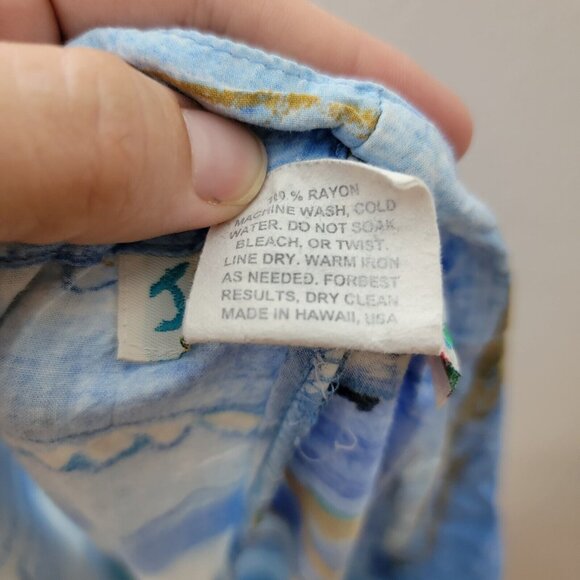 100 % RAYON
MACHINE WASH, COLD
WATER. DO NOT SOAK,
BLEACH, OR TWIST.
LINE DRY. WARM IRON
AS NEEDED. FORBEST
RESULTS, DRY CLEAN
MADE IN HAWAII, USA
J